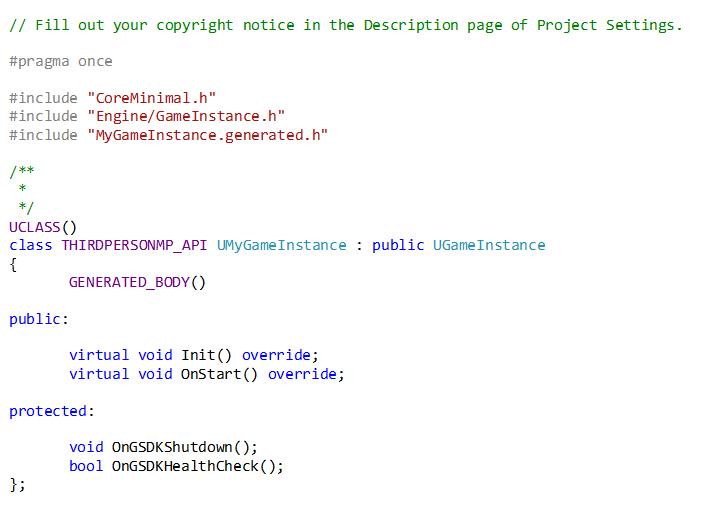 // Fill out your copyright notice in the Description page of Project Settings.
#pragma once
#include "CoreMinimal.h"
#include "Engine/GameInstance.h"
#include "MyGameInstance.generated.h"
/**
 *
 */
UCLASS()
class THIRDPERSONMP_API UMyGameInstance : public UGameInstance
{
       GENERATED_BODY()
public:
       virtual void Init() override;
       virtual void OnStart() override;
protected:
       void OnGSDKShutdown();
       bool OnGSDKHealthCheck();
};